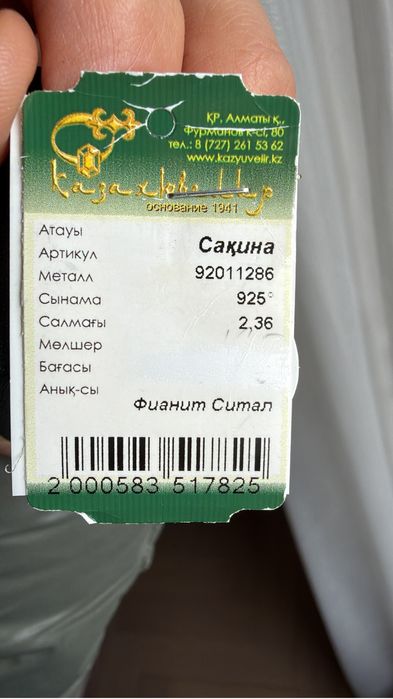 ҚР, Алматы қ.,
Фурманов к-сі, 80
тел.: 8 (727) 261 53 62
www.kazyuvelir.kz
КазахЮвелир
основание 1941
Атауы
Сақина
Артикул
92011286
Металл
Сынама
925°
Салмағы
2,36
Мөлшер
Бағасы
Анық-сы
Фианит Ситал
2 000583 517825